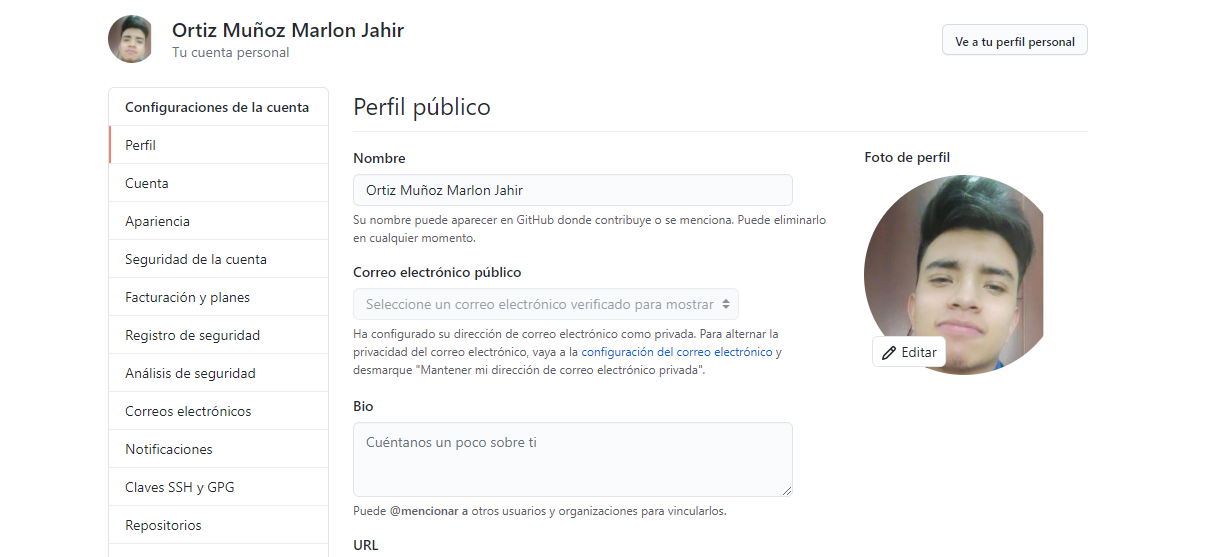 Ortiz Muñoz Marlon Jahir
Tu cuenta personal
Ve a tu perfil personal
Configuraciones de la cuenta
Perfil
Cuenta
Apariencia
Seguridad de la cuenta
Facturación y planes
Registro de seguridad
Análisis de seguridad
Correos electrónicos
Notificaciones
Claves SSH y GPG
Repositorios
Perfil público
Nombre
Ortiz Muñoz Marlon Jahir
Su nombre puede aparecer en GitHub donde contribuye o se menciona. Puede eliminarlo
en cualquier momento.
Correo electrónico público
Seleccione un correo electrónico verificado para mostrar
Ha configurado su dirección de correo electrónico como privada. Para alternar la
privacidad del correo electrónico, vaya a la configuración del correo electrónico y
desmarque "Mantener mi dirección de correo electrónico privada".
Bio
Cuéntanos un poco sobre ti
Puede @mencionar a otros usuarios y organizaciones para vincularlos.
URL
Foto de perfil
Editar